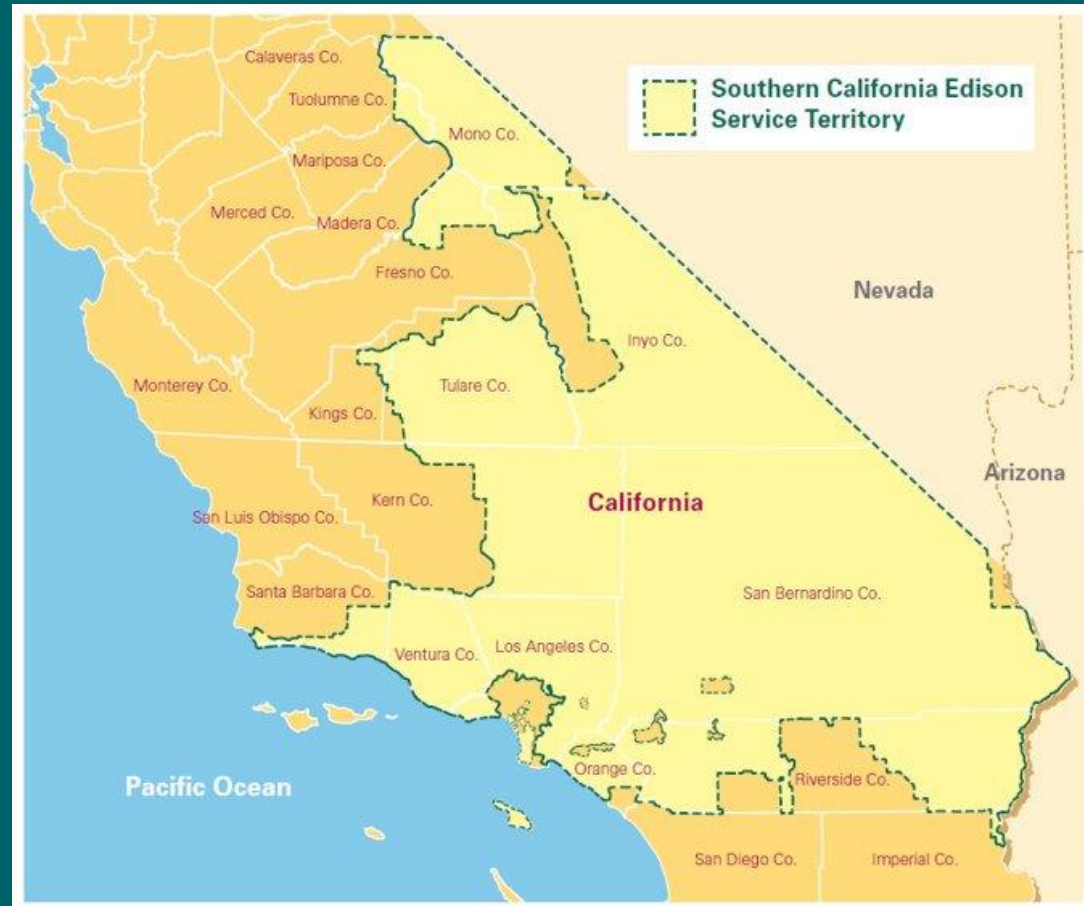 Calaveras Co.
Tuolumne Co.
Southern California Edison
Service Territory
Mono Co.
Mariposa Co.
Merced Co.
Madera Co.
Fresno Co.
Nevada
Inyo Co.
Monterey Co.
Tulare Co.
Kings Co.
Arizona
Kern Co.
California
San Luis Obispo Co.
Santa Barbara Co.
San Bernardino Co.
Ventura Co.
Los Angeles Co.
Orange Co.
Riverside Co.
Pacific Ocean
San Diego Co.
Imperial Co.